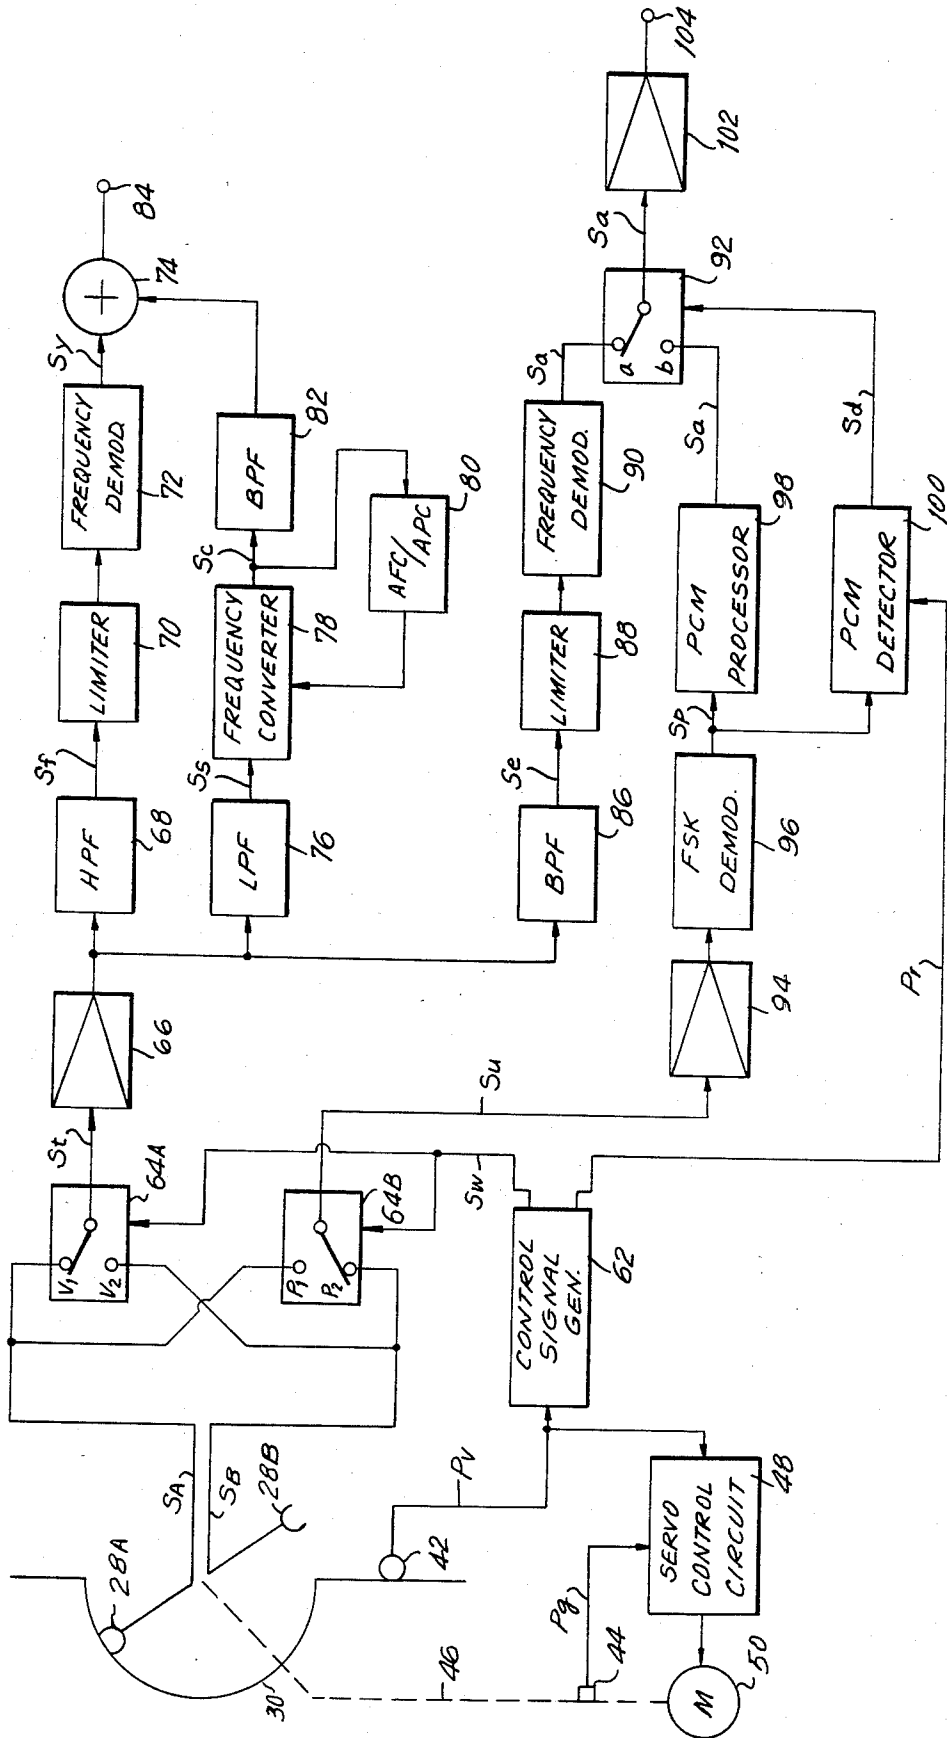 28A
30
SA
SB
28B
42
Pv
46
Pg
44
M
50
SERVO
CONTROL
CIRCUIT
48
CONTROL
SIGNAL
GEN.
62
V1
V2
64A
P1
P2
64B
Sw
Su
Pr
St
66
HPF
68
Sf
LIMITER
70
FREQUENCY
DEMOD.
72
Sy
+
74
84
LPF
76
Ss
FREQUENCY
CONVERTER
78
Sc
AFC/
APC
80
BPF
82
BPF
86
Se
LIMITER
88
FREQUENCY
DEMOD.
90
Sa
94
FSK
DEMOD.
96
Sp
PCM
PROCESSOR
98
Sa
PCM
DETECTOR
100
Sd
a
b
92
Sa
102
104